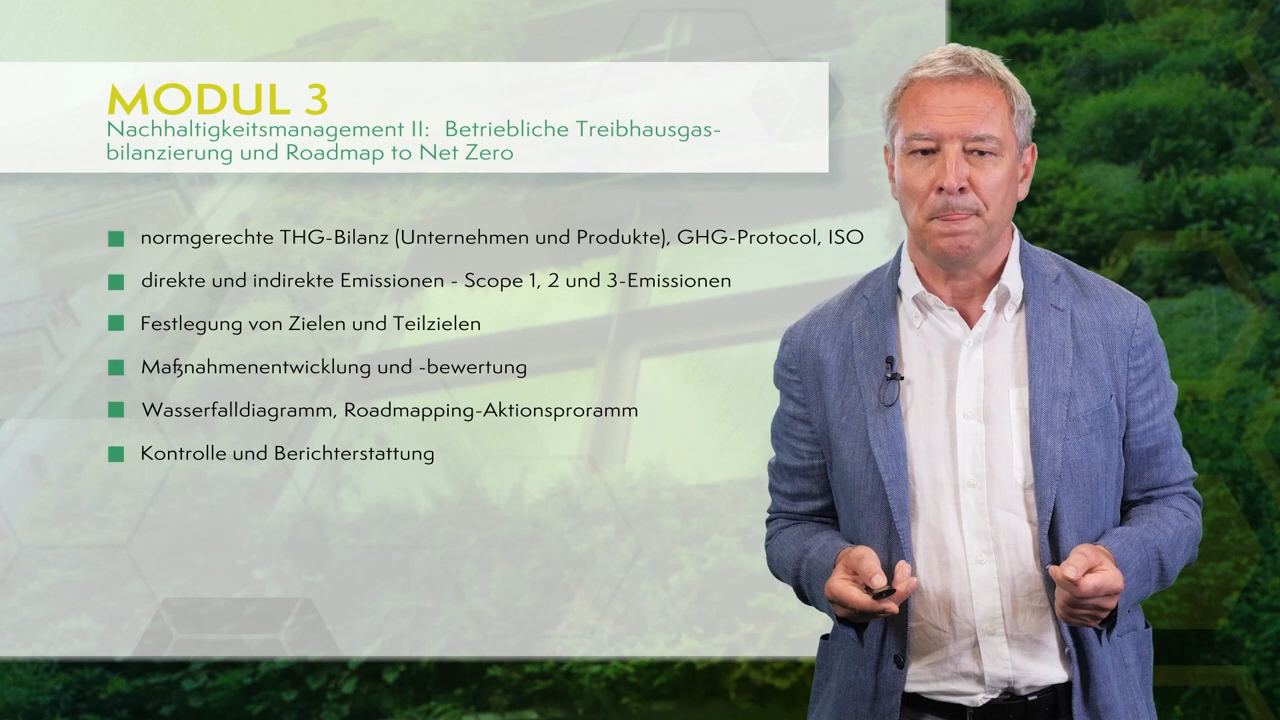 MODUL 3
Nachhaltigkeitsmanagement II: Betriebliche Treibhausgas-
bilanzierung und Roadmap to Net Zero
normgerechte THG-Bilanz (Unternehmen und Produkte), GHG-Protocol, ISO
direkte und indirekte Emissionen - Scope 1, 2 und 3-Emissionen
Festlegung von Zielen und Teilzielen
Maßnahmenentwicklung und -bewertung
Wasserfalldiagramm, Roadmapping-Aktionsproramm
Kontrolle und Berichterstattung